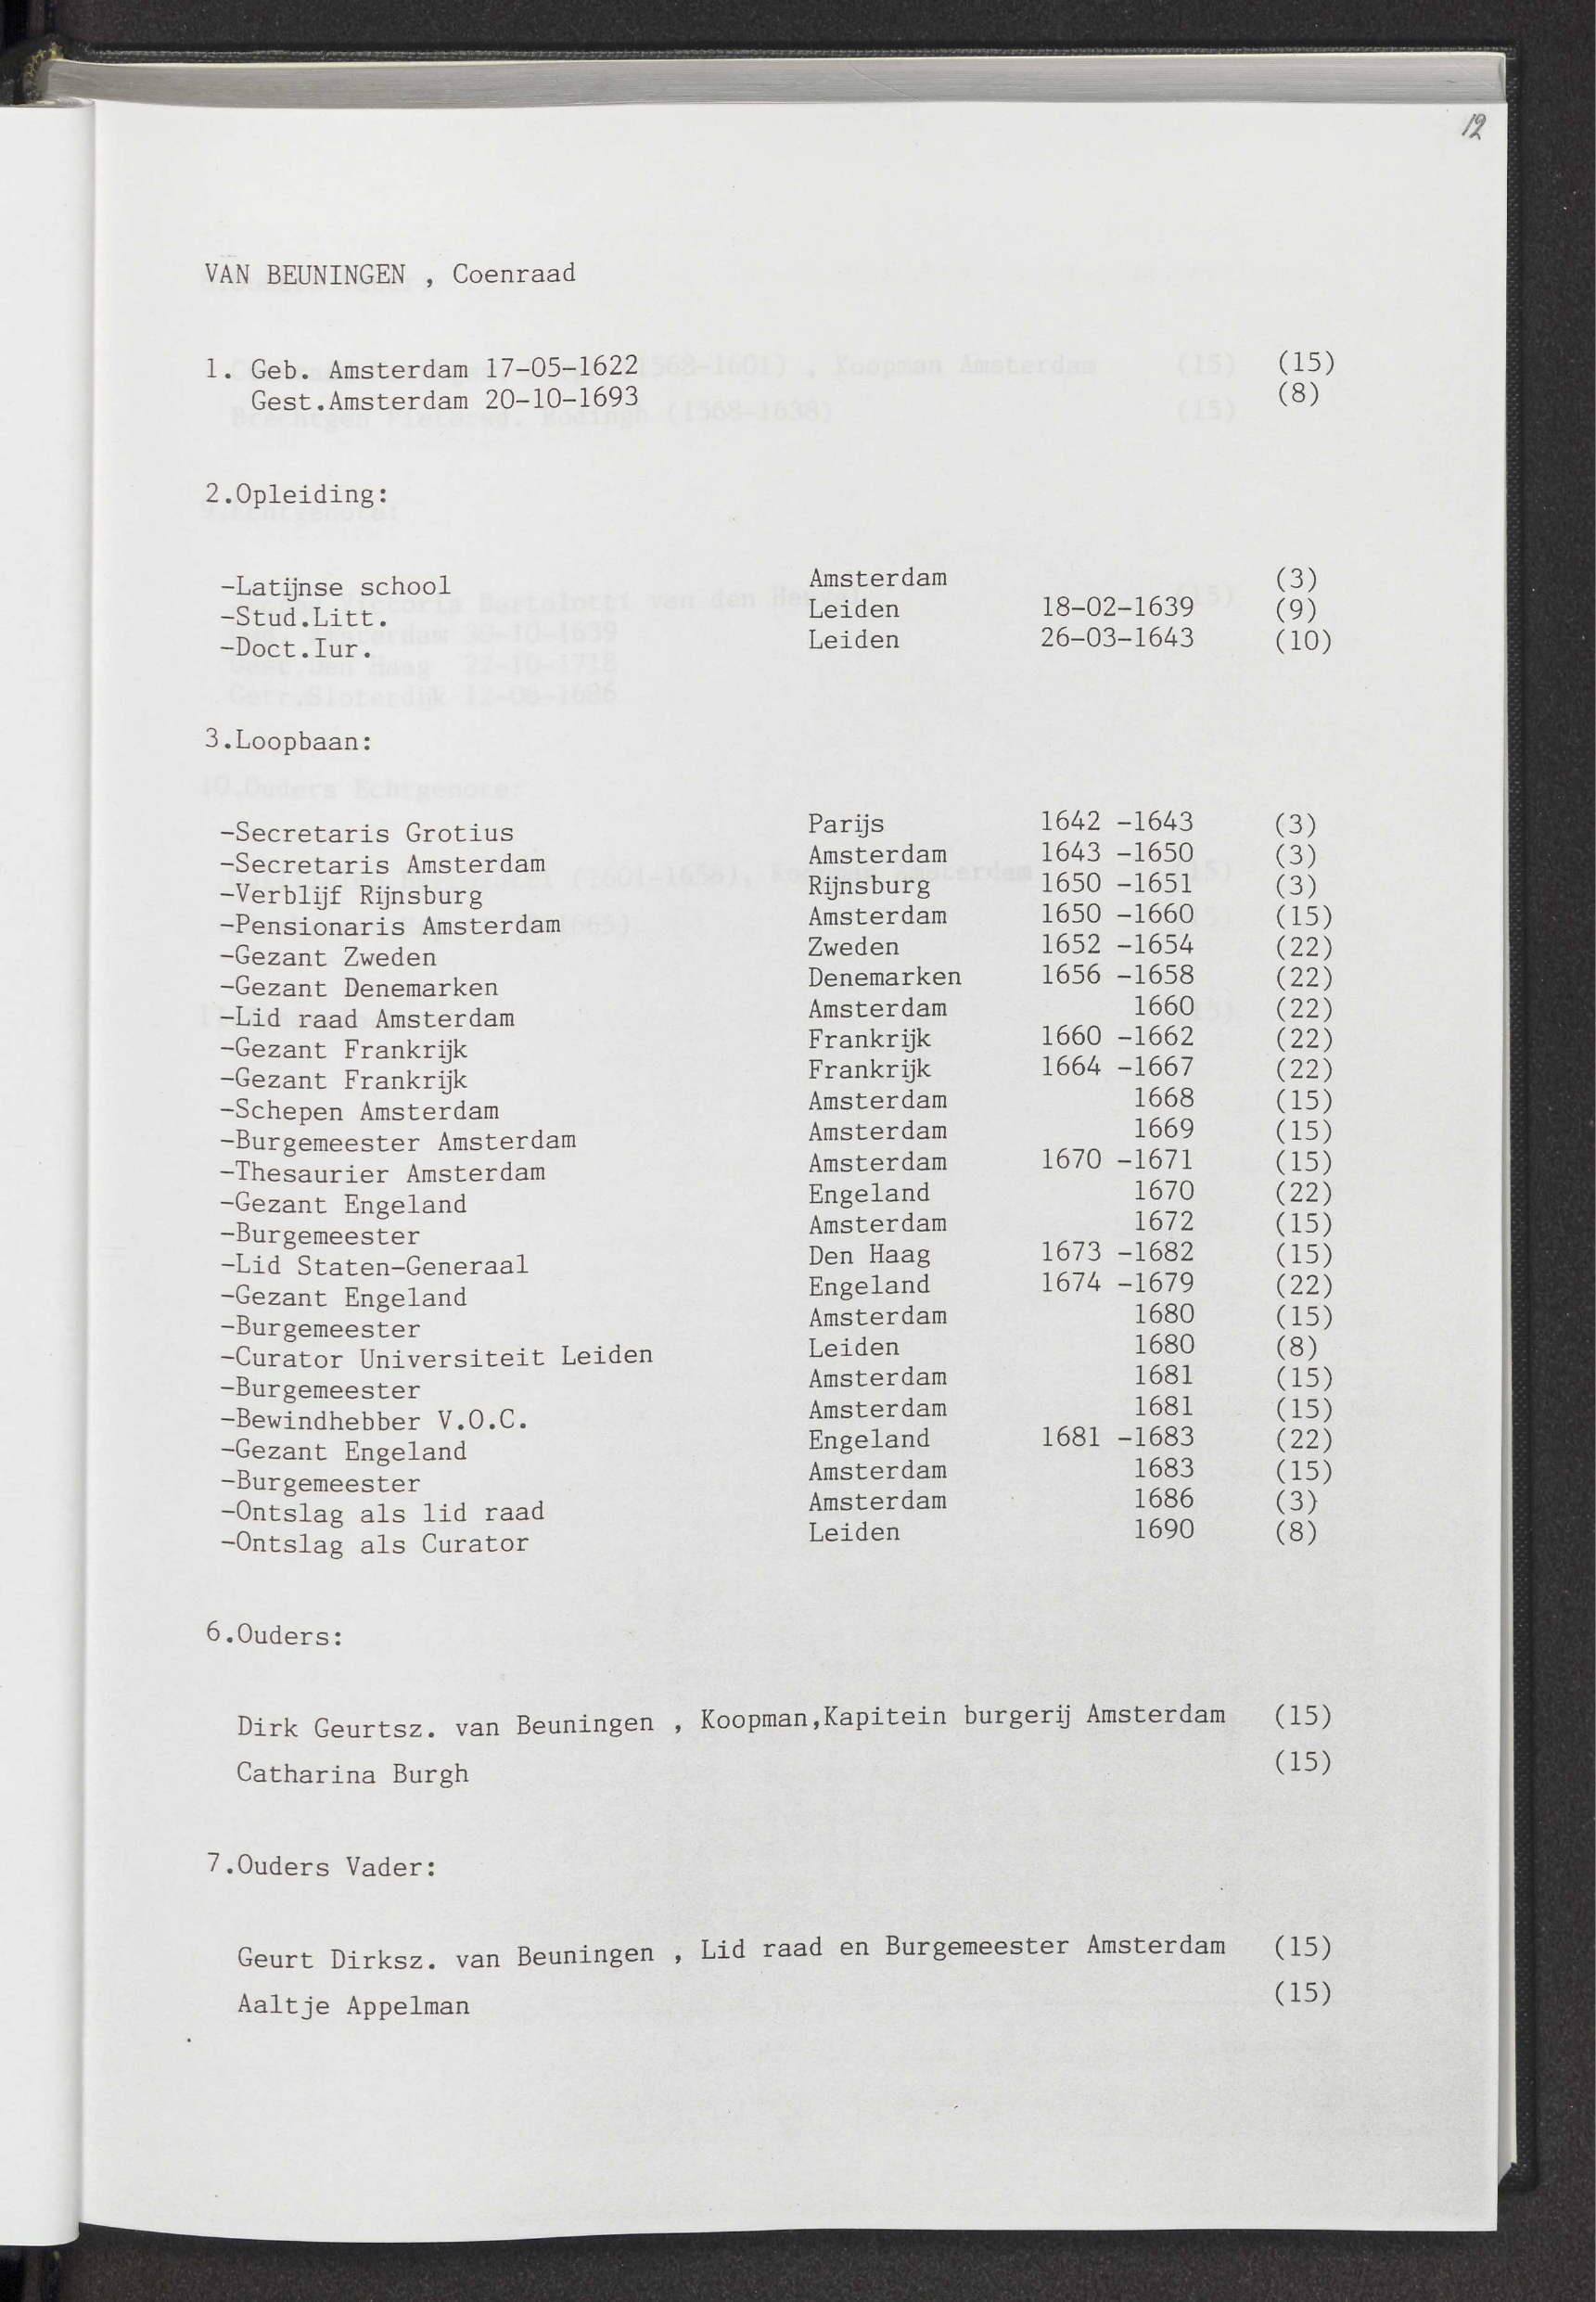 12
VAN BEUNINGEN , Coenraad
1. Geb. Amsterdam 17-05-1622 (15)
Gest.Amsterdam 20-10-1693 (8)
2.Opleiding:
-Latijnse school Amsterdam (3)
-Stud.Litt. Leiden 18-02-1639 (9)
-Doct.Iur. Leiden 26-03-1643 (10)
3.Loopbaan:
-Secretaris Grotius Parijs 1642 -1643 (3)
-Secretaris Amsterdam Amsterdam 1643 -1650 (3)
-Verblijf Rijnsburg Rijnsburg 1650 -1651 (3)
-Pensionaris Amsterdam Amsterdam 1650 -1660 (15)
-Gezant Zweden Zweden 1652 -1654 (22)
-Gezant Denemarken Denemarken 1656 -1658 (22)
-Lid raad Amsterdam Amsterdam 1660 (22)
-Gezant Frankrijk Frankrijk 1660 -1662 (22)
-Gezant Frankrijk Frankrijk 1664 -1667 (22)
-Schepen Amsterdam Amsterdam 1668 (15)
-Burgemeester Amsterdam Amsterdam 1669 (15)
-Thesaurier Amsterdam Amsterdam 1670 -1671 (15)
-Gezant Engeland Engeland 1670 (22)
-Burgemeester Amsterdam 1672 (15)
-Lid Staten-Generaal Den Haag 1673 -1682 (15)
-Gezant Engeland Engeland 1674 -1679 (22)
-Burgemeester Amsterdam 1680 (15)
-Curator Universiteit Leiden Leiden 1680 (8)
-Burgemeester Amsterdam 1681 (15)
-Bewindhebber V.O.C. Amsterdam 1681 (15)
-Gezant Engeland Engeland 1681 -1683 (22)
-Burgemeester Amsterdam 1683 (15)
-Ontslag als lid raad Amsterdam 1686 (3)
-Ontslag als Curator Leiden 1690 (8)
6.Ouders:
Dirk Geurtsz. van Beuningen , Koopman,Kapitein burgerij Amsterdam (15)
Catharina Burgh (15)
7.Ouders Vader:
Geurt Dirksz. van Beuningen , Lid raad en Burgemeester Amsterdam (15)
Aaltje Appelman (15)